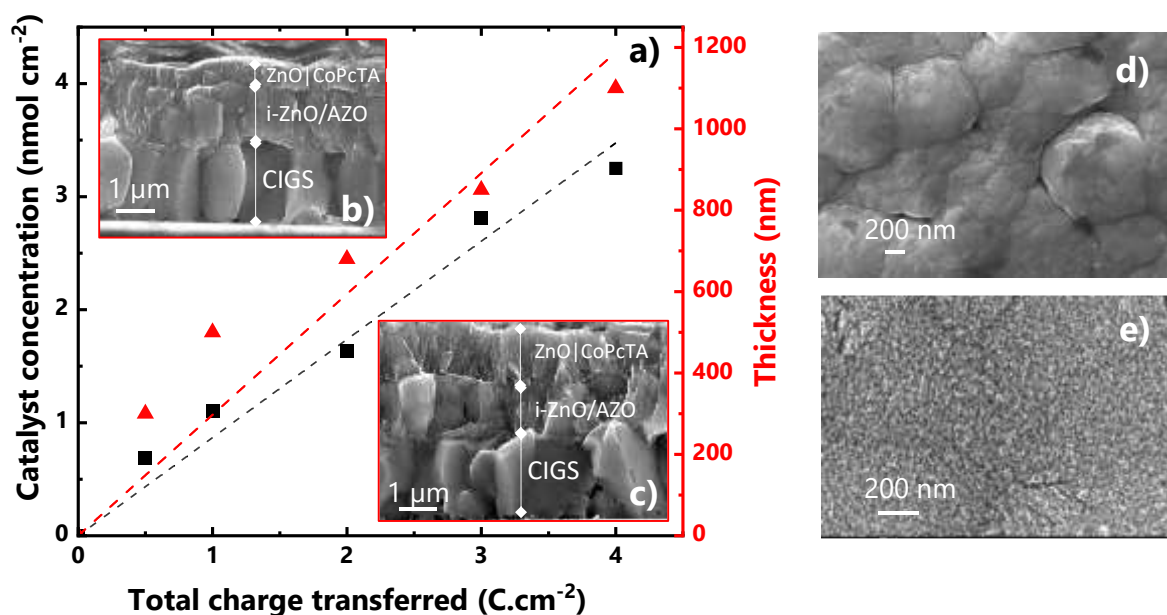 a)
Catalyst concentration (nmol cm⁻²)
4
3
2
1
0
ZnO|CoPcTA
i-ZnO/AZO
CIGS
1 µm
b)
ZnO|CoPcTA
i-ZnO/AZO
CIGS
1 µm
c)
1200
1000
800
600
400
200
0
Thickness (nm)
0
1
2
3
4
Total charge transferred (C.cm⁻²)
d)
200 nm
e)
200 nm